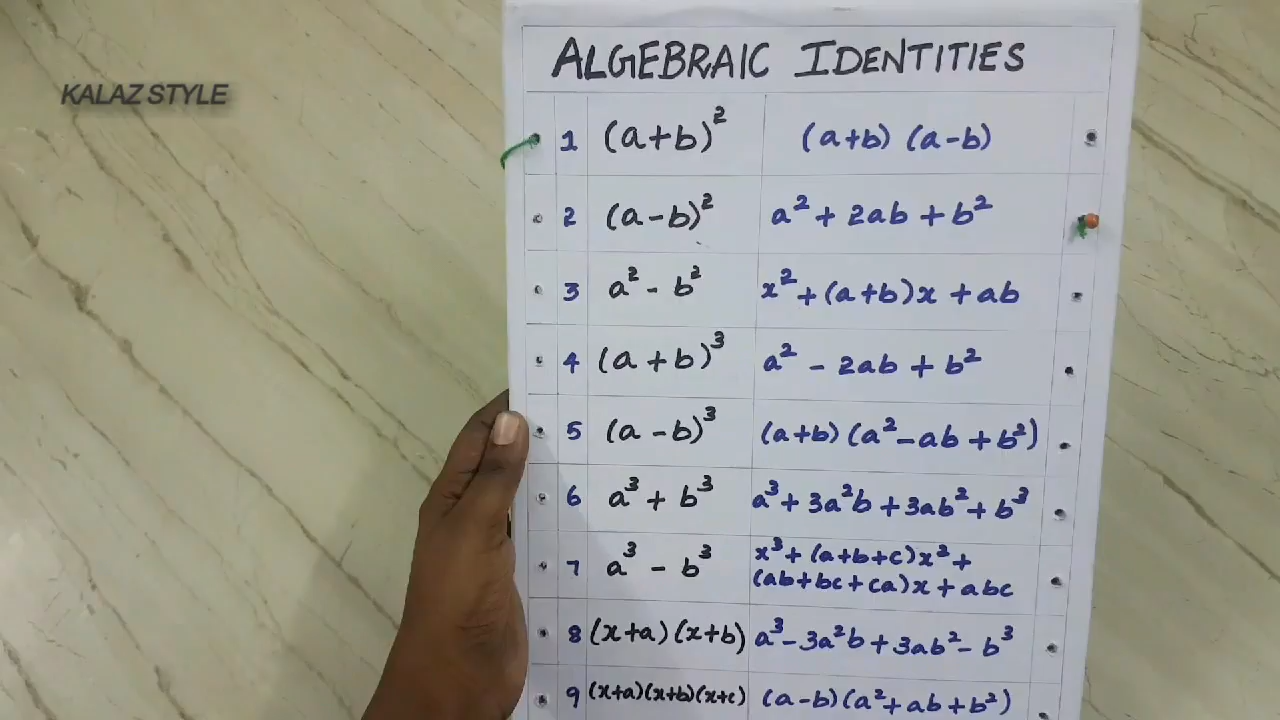 KALAZ STYLE
ALGEBRAIC IDENTITIES
1 (a+b)² (a+b) (a-b)
2 (a-b)² a² + 2ab + b²
3 a² - b² x² + (a+b)x + ab
4 (a + b)³ a² - 2ab + b²
5 (a - b)³ (a+b) (a² - ab + b²)
6 a³ + b³ a³ + 3a²b + 3ab² + b³
7 a³ - b³ x³ + (a+b+c)x² +
(ab+bc+ca)x + abc
8 (x+a) (x+b) a³ - 3a²b + 3ab² - b³
9 (x+a)(x+b)(x+c) (a-b) (a² + ab + b²)